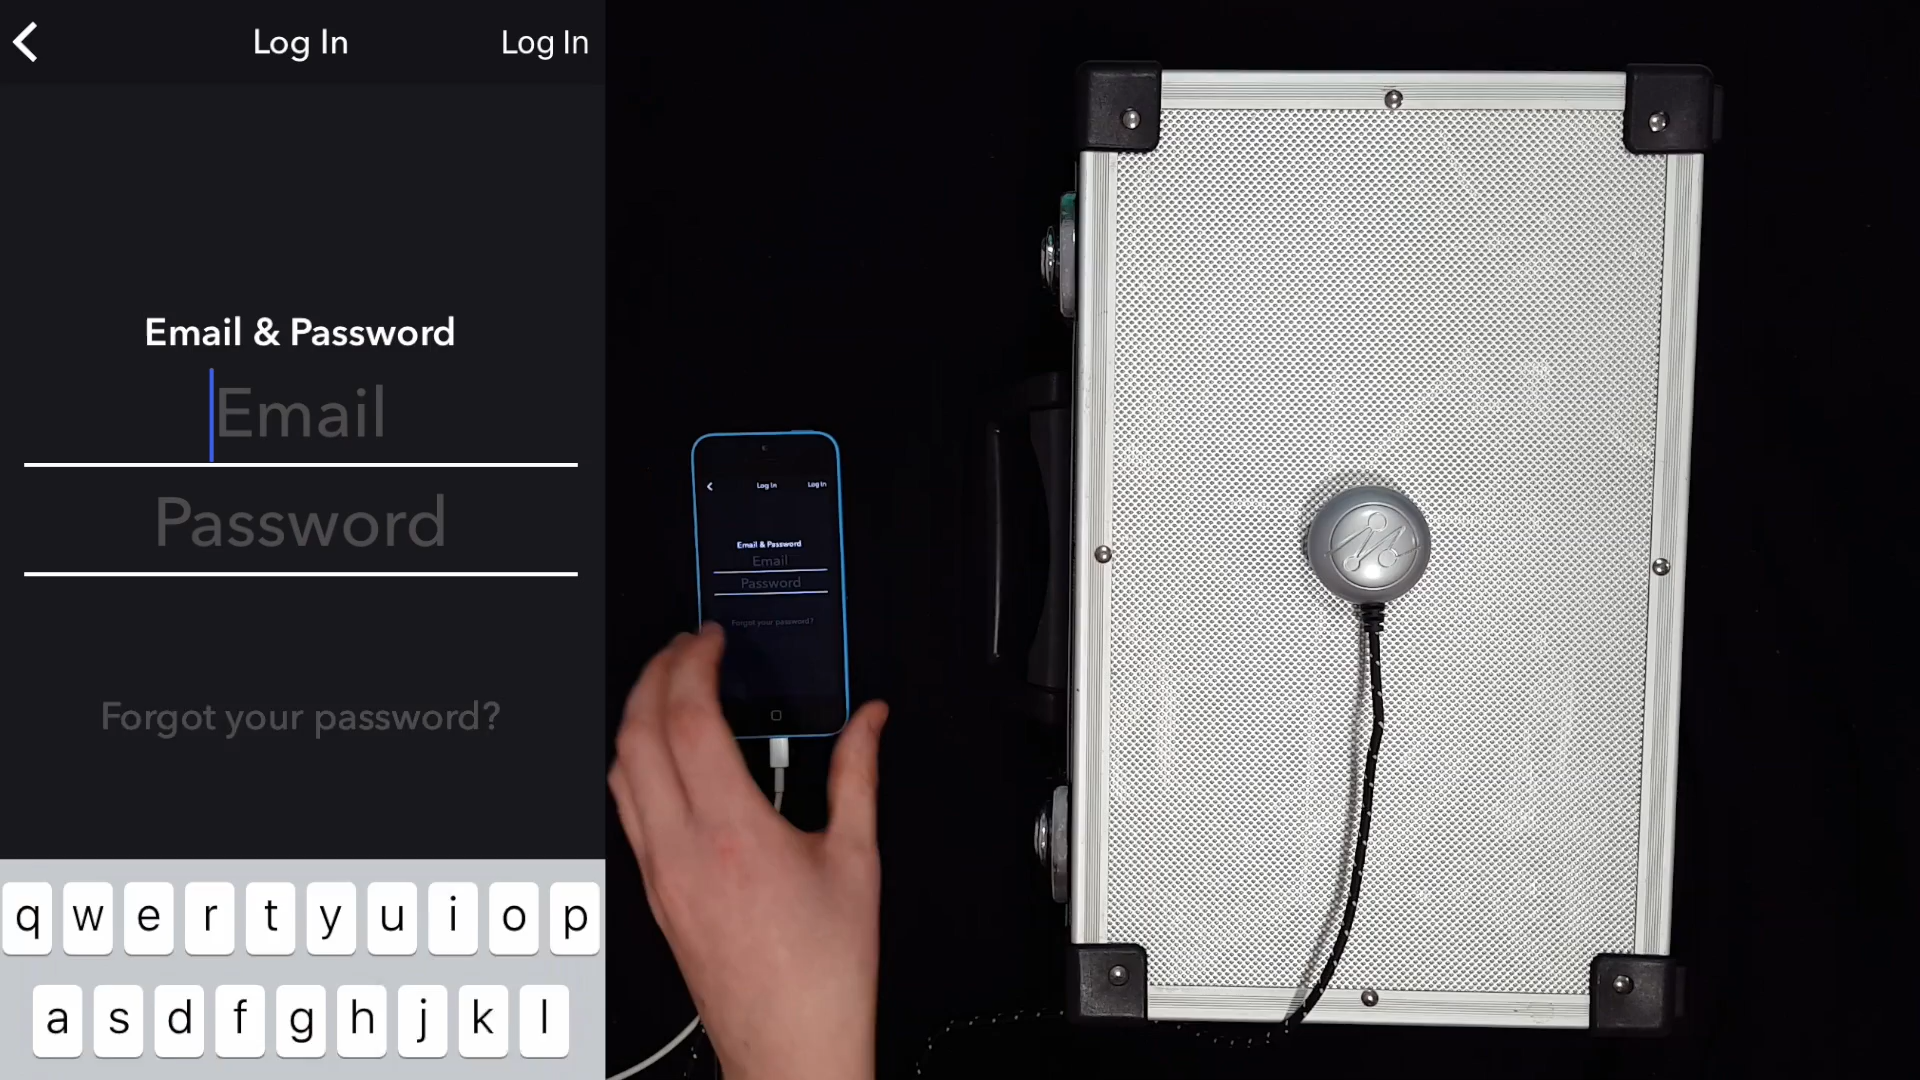 Log In
Log In
Email & Password
Email
Password
Forgot your password?
q w e r t y u i o p
a s d f g h j k l
Log In
Log In
Email & Password
Email
Password
Forgot your password?